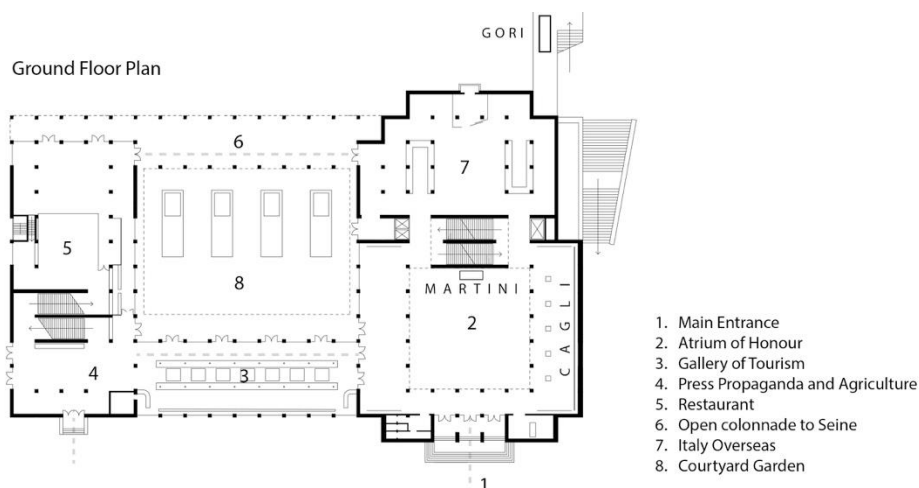 GORI
Ground Floor Plan
6
7
5
8
MARTINI
2
CAGLI
3
4
1
1. Main Entrance
2. Atrium of Honour
3. Gallery of Tourism
4. Press Propaganda and Agriculture
5. Restaurant
6. Open colonnade to Seine
7. Italy Overseas
8. Courtyard Garden